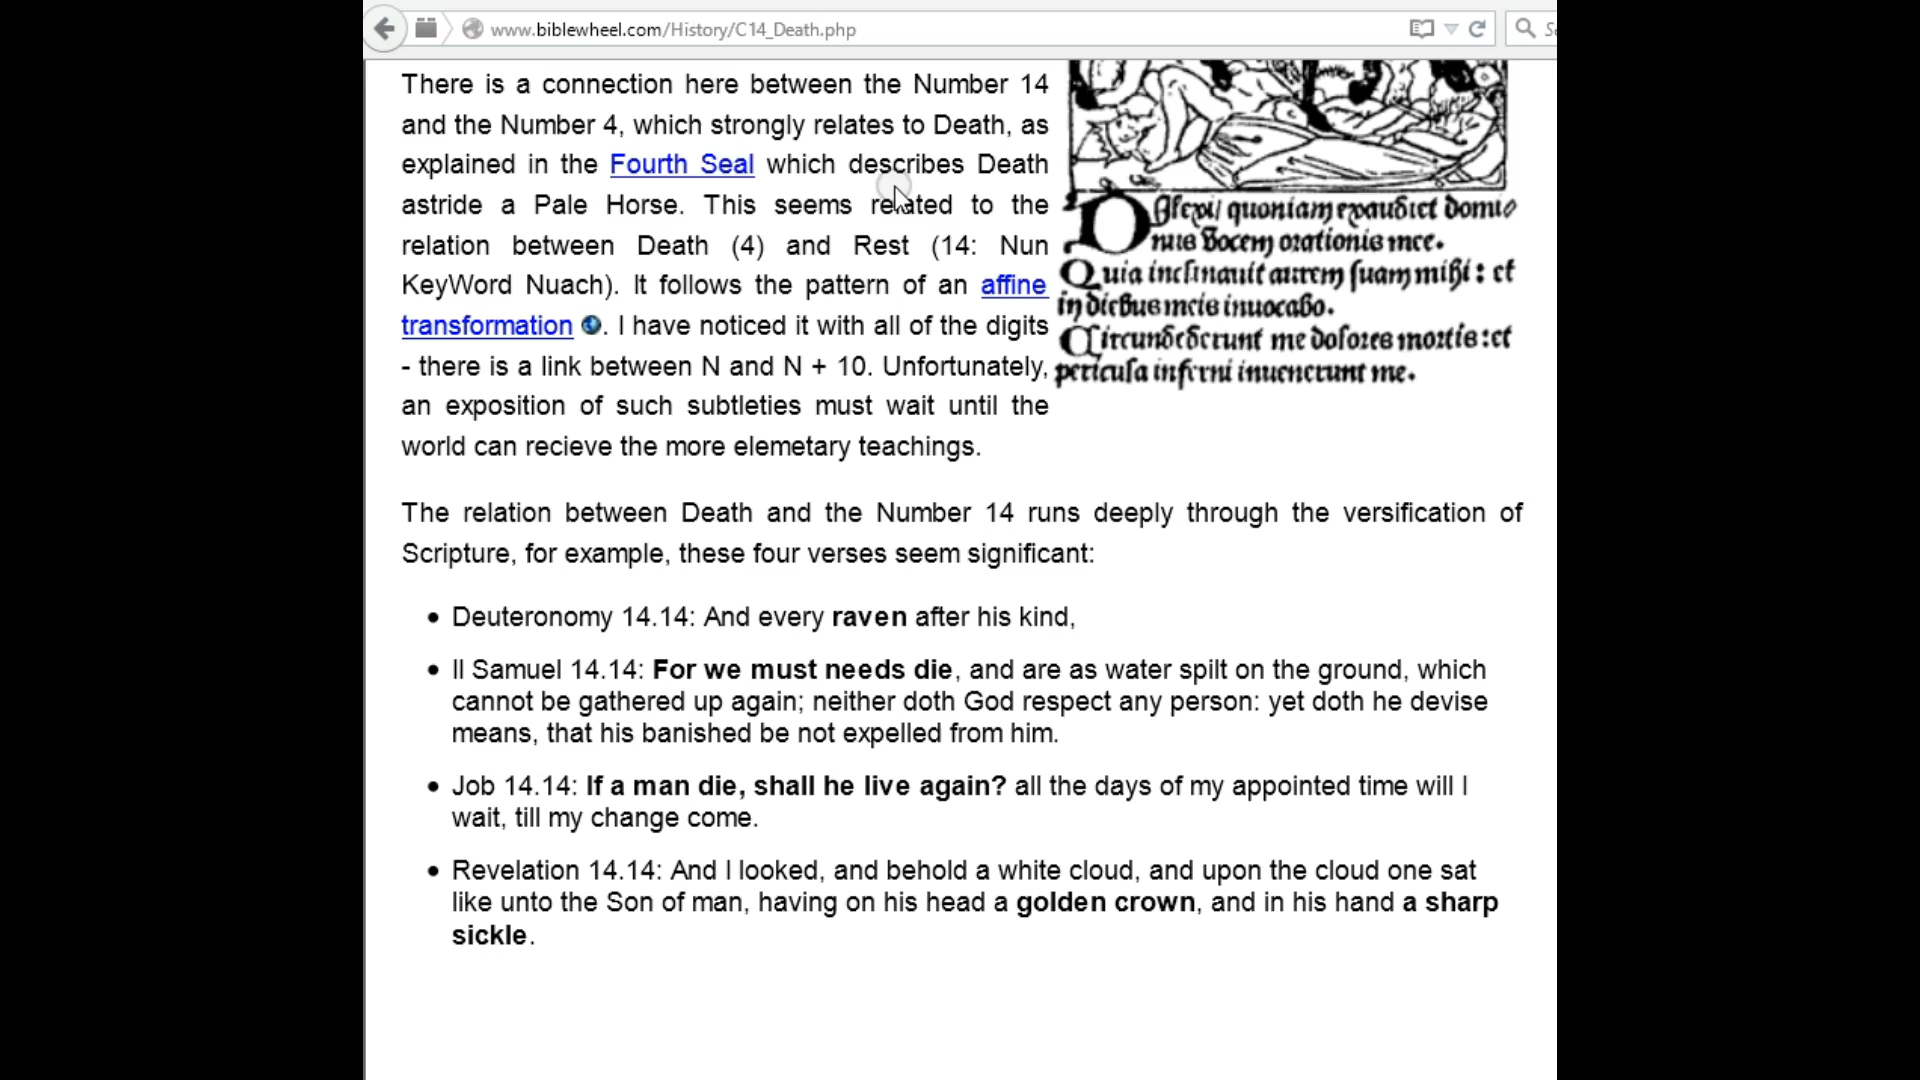 www.biblewheel.com/History/C14_Death.php
There is a connection here between the Number 14
and the Number 4, which strongly relates to Death, as
explained in the Fourth Seal which describes Death
astride a Pale Horse. This seems related to the
relation between Death (4) and Rest (14: Nun
KeyWord Nuach). It follows the pattern of an affine
transformation. I have noticed it with all of the digits
- there is a link between N and N + 10. Unfortunately,
an exposition of such subtleties must wait until the
world can recieve the more elemetary teachings.
Dilexi quoniam exaudiet domi
nus vocem orationis mee.
Quia inclinauit aurem suam mihi: et
in diebus meis inuocabo.
Circundederunt me dolores mortis: et
pericula inferni inuenerunt me.
The relation between Death and the Number 14 runs deeply through the versification of
Scripture, for example, these four verses seem significant:
• Deuteronomy 14.14: And every raven after his kind,
• II Samuel 14.14: For we must needs die, and are as water spilt on the ground, which
cannot be gathered up again; neither doth God respect any person: yet doth he devise
means, that his banished be not expelled from him.
• Job 14.14: If a man die, shall he live again? all the days of my appointed time will I
wait, till my change come.
• Revelation 14.14: And I looked, and behold a white cloud, and upon the cloud one sat
like unto the Son of man, having on his head a golden crown, and in his hand a sharp
sickle.